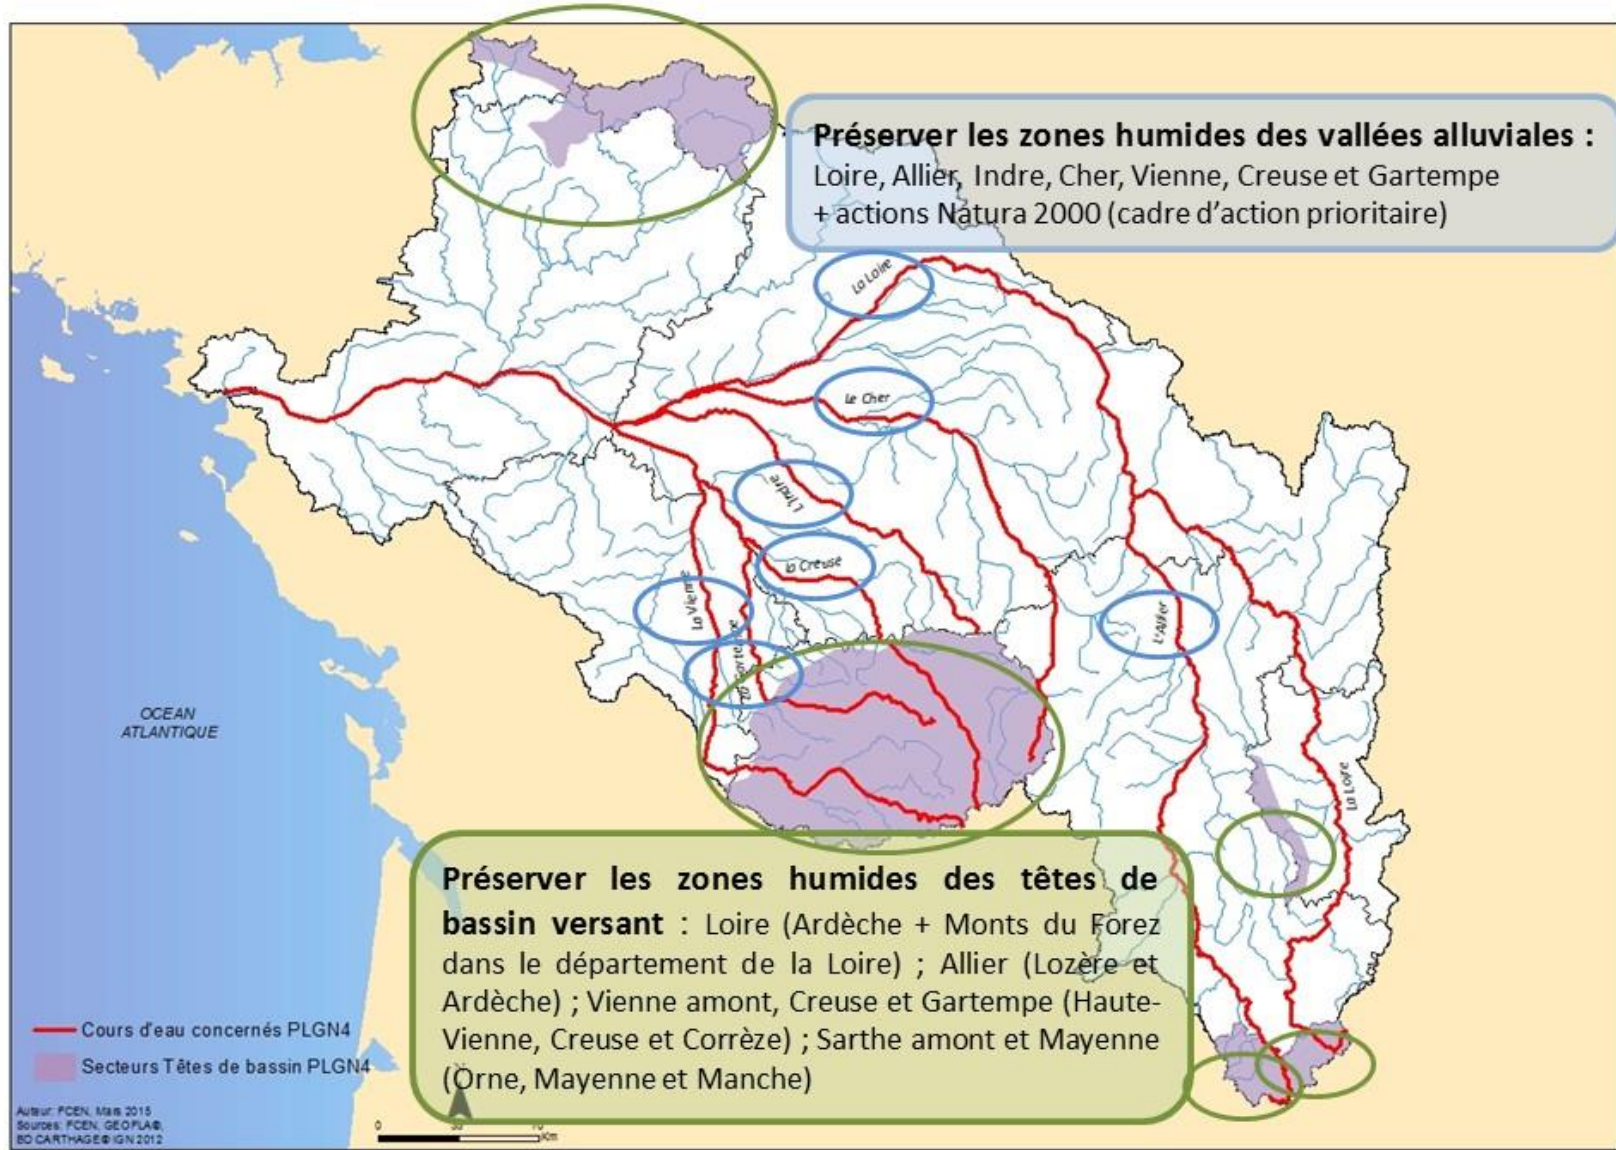 Préserver les zones humides des vallées alluviales :
Loire, Allier, Indre, Cher, Vienne, Creuse et Gartempe
+ actions Natura 2000 (cadre d'action prioritaire)
La Loire
le Cher
L'Indre
la Creuse
La Vienne
L'Allier
OCEAN
ATLANTIQUE
La Loire
Préserver les zones humides des têtes de
bassin versant : Loire (Ardèche + Monts du Forez
dans le département de la Loire) ; Allier (Lozère et
Ardèche) ; Vienne amont, Creuse et Gartempe (Haute-
Vienne, Creuse et Corrèze) ; Sarthe amont et Mayenne
(Orne, Mayenne et Manche)
Cours d'eau concernés PLGN4
Secteurs Têtes de bassin PLGN4
Auteur: FCEN, Mars 2015
Sources: FCEN, GEOFLA®,
BD CARTHAGE® IGN 2012
0
Km